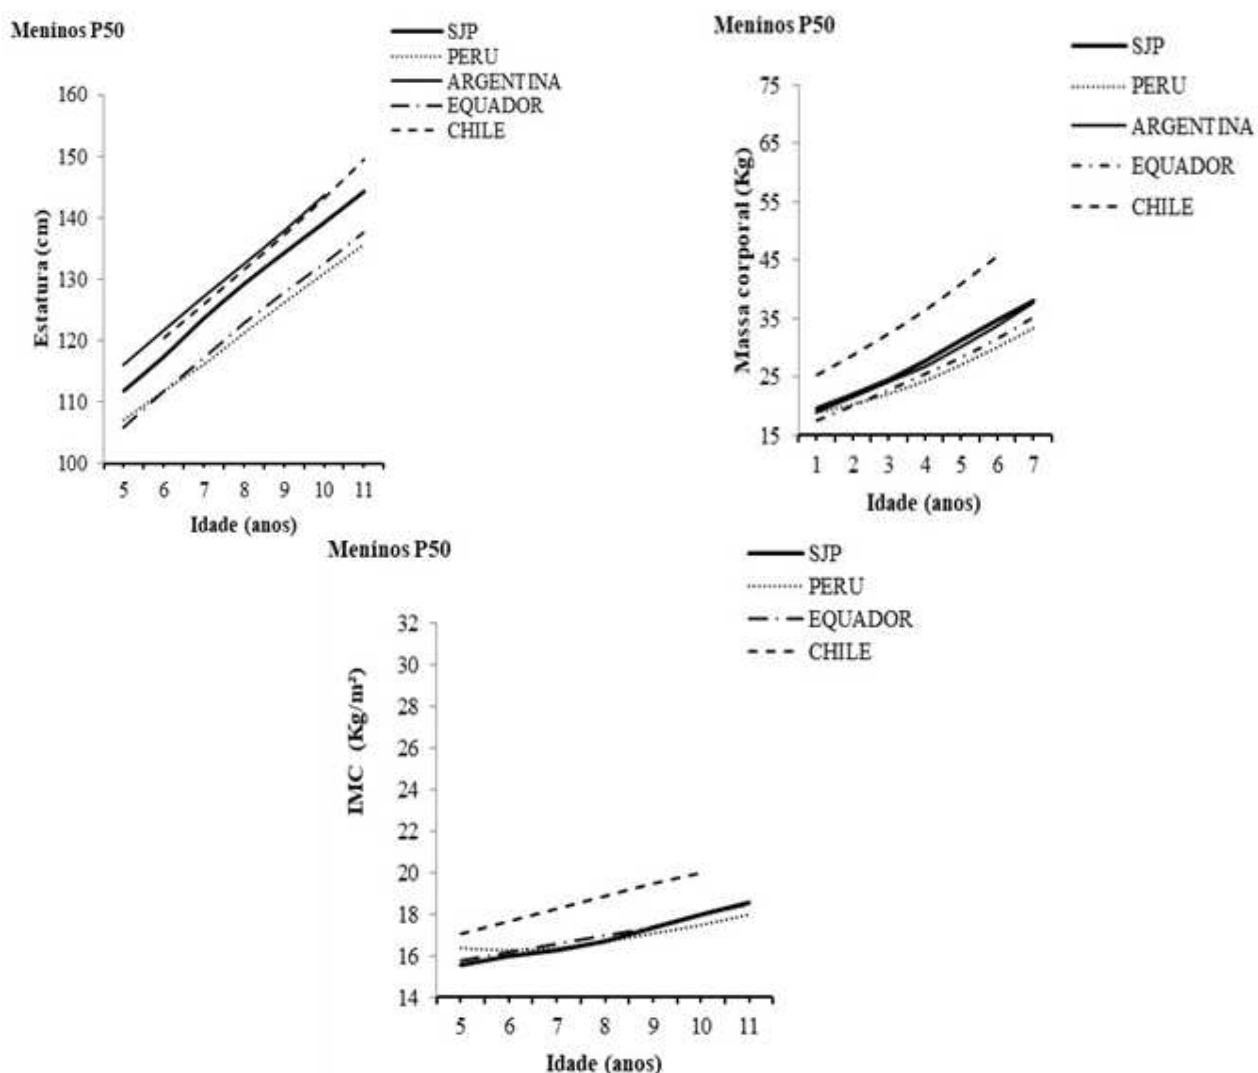 Meninos P50
SJP
PERU
ARGENTINA
EQUADOR
CHILE
Estatura (cm)
160
150
140
130
120
110
100
5 6 7 8 9 10 11
Idade (anos)
Meninos P50
SJP
PERU
ARGENTINA
EQUADOR
CHILE
Massa corporal (Kg)
75
65
55
45
35
25
15
1 2 3 4 5 6 7
Idade (anos)
Meninos P50
SJP
PERU
EQUADOR
CHILE
IMC (Kg/m²)
32
30
28
26
24
22
20
18
16
14
5 6 7 8 9 10 11
Idade (anos)